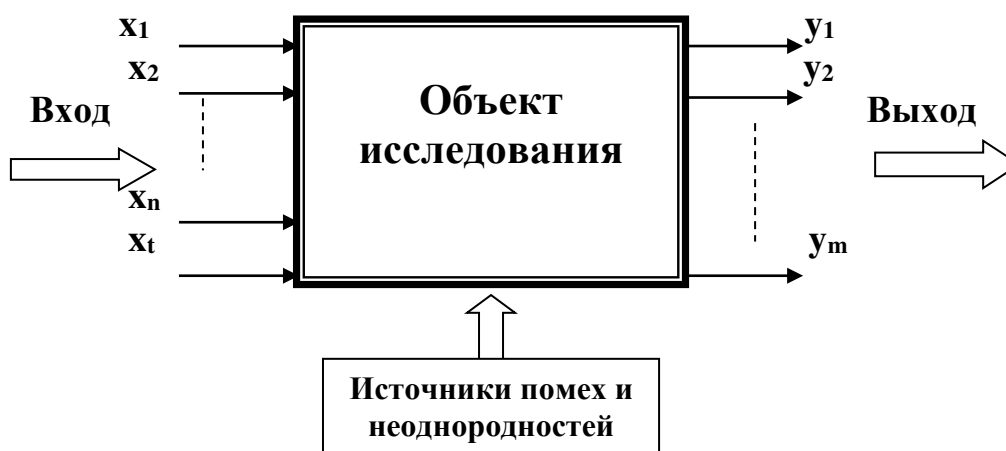 x1
y1
x2
y2
Вход
Объект
исследования
Выход
xn
xt
ym
Источники помех и
неоднородностей